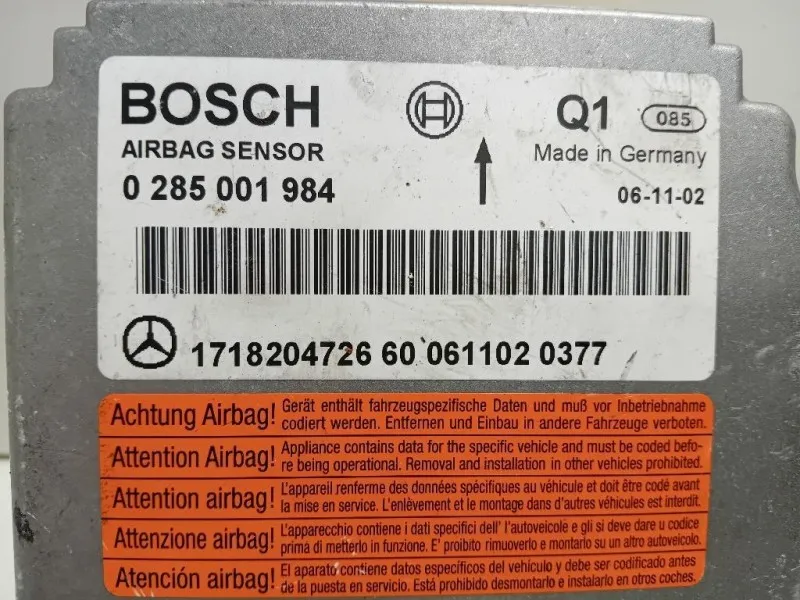 BOSCH
Q1 085
AIRBAG SENSOR
Made in Germany
0 285 001 984
06-11-02
1718204726 60 061102 0377
Achtung Airbag! Gerät enthält fahrzeugspezifische Daten und muß vor Inbetriebnahme
codiert werden. Entfernen und Einbau in andere Fahrzeuge verboten.
Attention Airbag! Appliance contains data for the specific vehicle and must be coded befo-
re being operational. Removal and installation in other vehicles prohibited.
Attention airbag! L'appareil renferme des données spécifiques au véhicule et doit être codé avant
la mise en service. L'enlèvement et le montage dans d'autres véhicules est interdit.
Attenzione airbag! L'apparecchio contiene i dati specifici dell' l'autoveicole e gli si deve dare u codice
prima di metterlo in funzione. E' proibito rimuoverlo e montarlo su un altro autoveicolo.
Atención airbag! El aparato contiene datos específicos del vehículo y debe ser codificado antes
de la puesta en servicio. Está prohibido desmontarlo e instalarlo en otros coches.